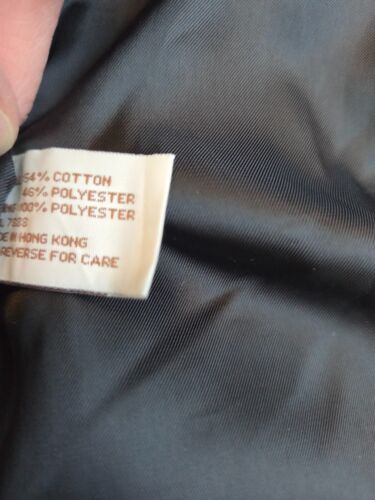 54% COTTON
46% POLYESTER
100% POLYESTER
HONG KONG
REVERSE FOR CARE